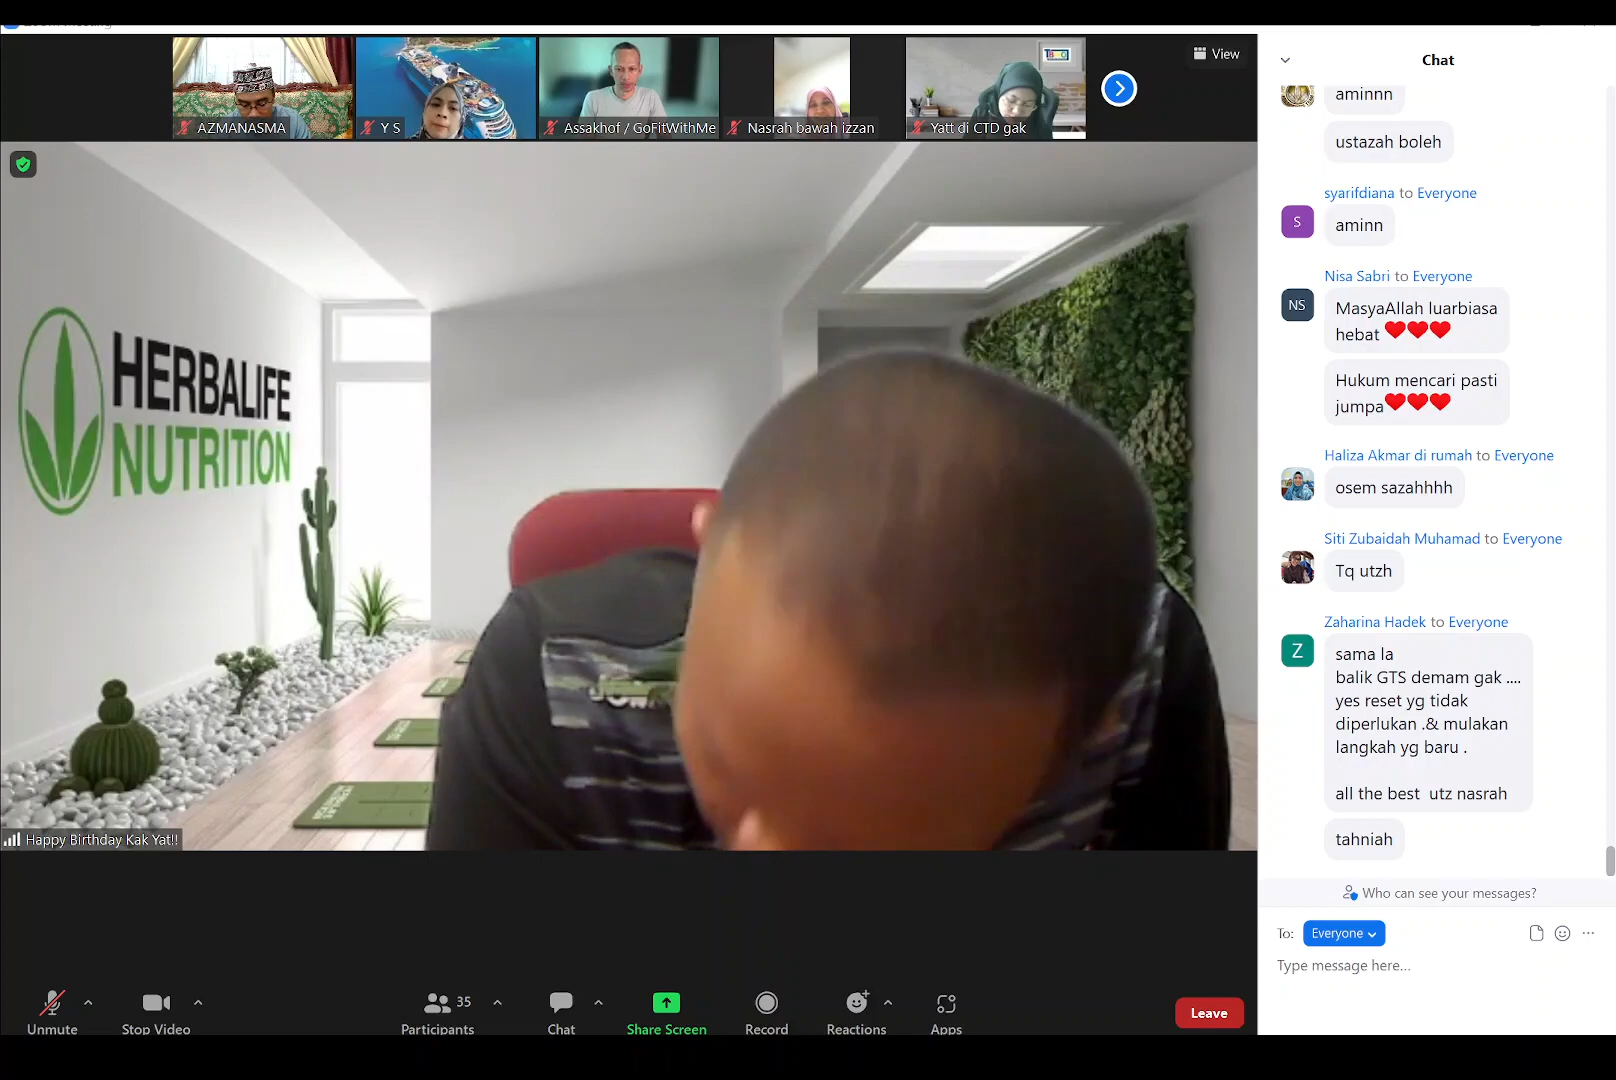 View
AZMANASMA
Y S
Assakhof / GoFitWithMe
Nasrah bawah izzan
Yatt di CTD gak
HERBALIFE
NUTRITION
Happy Birthday Kak Yat!!
Unmute
Stop Video
35
Participants
Chat
Share Screen
Record
Reactions
Apps
Leave
Chat
aminnn
ustazah boleh
syarifdiana to Everyone
S
aminn
Nisa Sabri to Everyone
NS
MasyaAllah luarbiasa
hebat ❤❤❤
Hukum mencari pasti
jumpa❤❤❤
Haliza Akmar di rumah to Everyone
osem sazahhhh
Siti Zubaidah Muhamad to Everyone
Tq utzh
Zaharina Hadek to Everyone
Z
sama la
balik GTS demam gak ....
yes reset yg tidak
diperlukan .& mulakan
langkah yg baru .
all the best  utz nasrah
tahniah
Who can see your messages?
To: Everyone
Type message here...